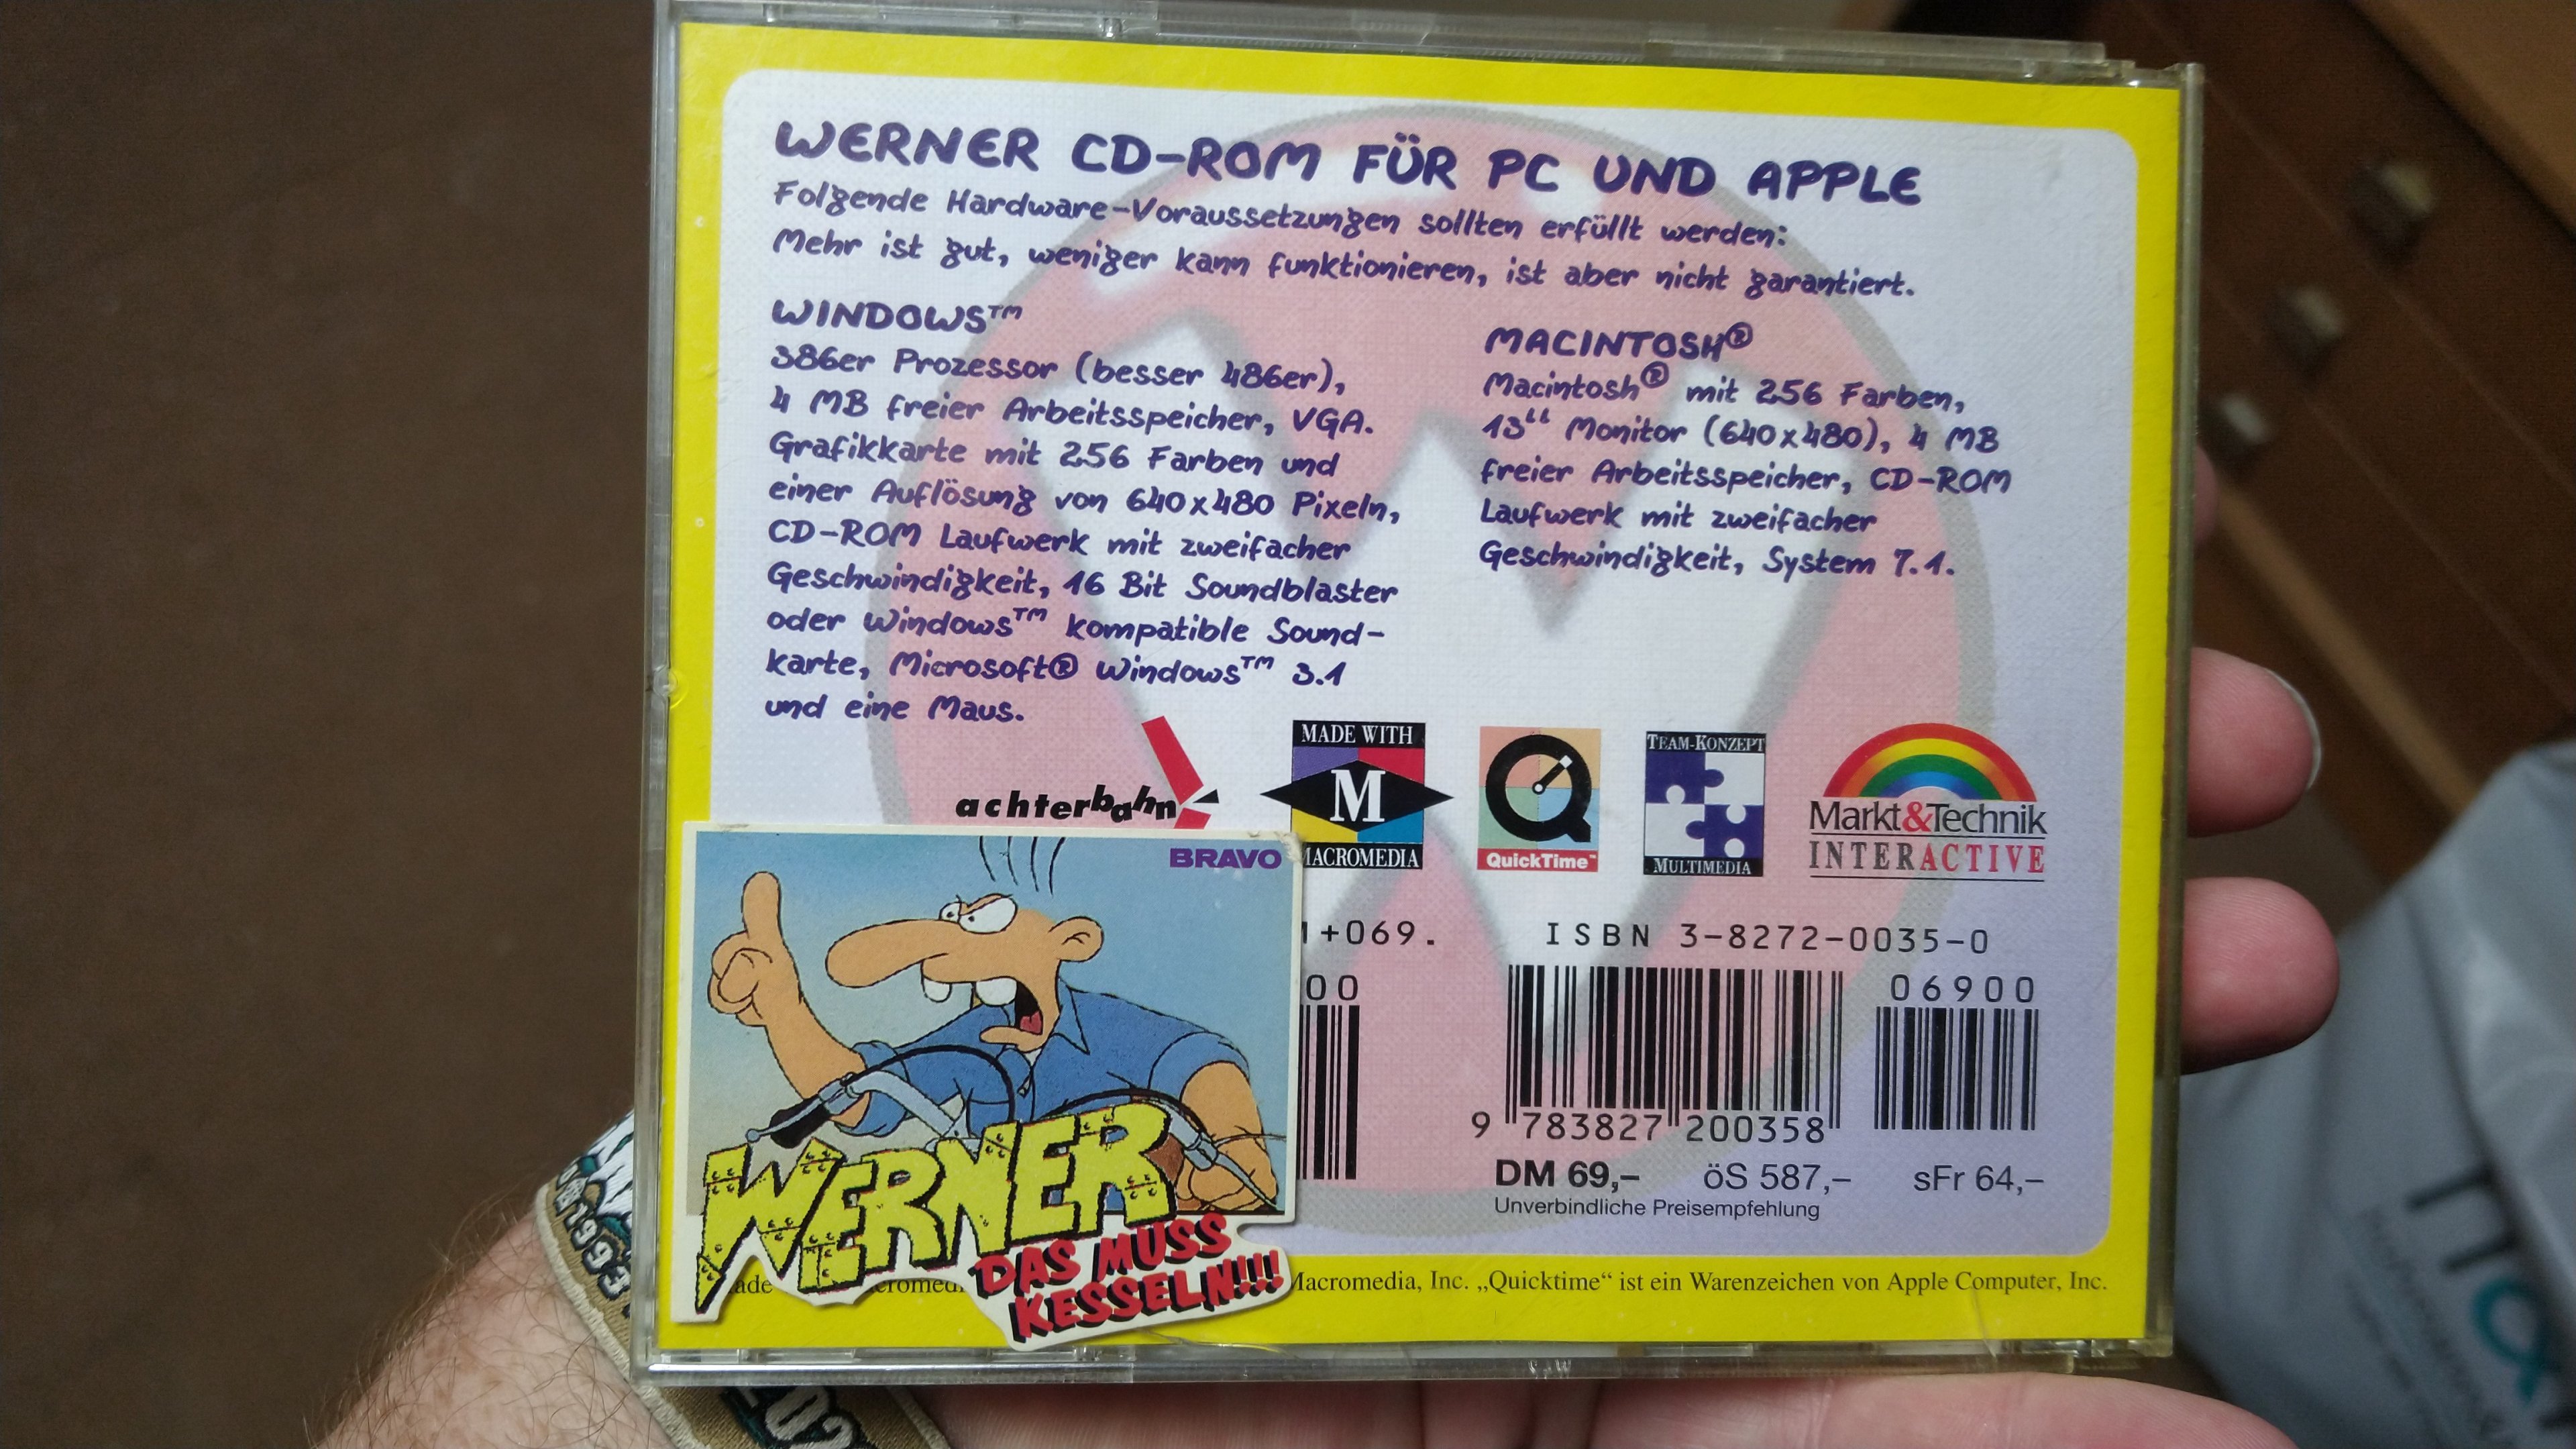 WERNER CD-ROM FÜR PC UND APPLE
Folgende Hardware-Voraussetzungen sollten erfüllt werden:
Mehr ist gut, weniger kann funktionieren, ist aber nicht garantiert.
WINDOWS™
386er Prozessor (besser 486er),
4 MB freier Arbeitsspeicher, VGA.
Grafikkarte mit 256 Farben und
einer Auflösung von 640x480 Pixeln,
CD-ROM Laufwerk mit zweifacher
Geschwindigkeit, 16 Bit Soundblaster
oder Windows™ kompatible Sound-
karte, Microsoft® Windows™ 3.1
und eine Maus.
MACINTOSH®
Macintosh® mit 256 Farben,
13“ Monitor (640x480), 4 MB
freier Arbeitsspeicher, CD-ROM
Laufwerk mit zweifacher
Geschwindigkeit, System 7.1.
achterbahn
MADE WITH
M
MACROMEDIA
QuickTime™
TEAM-KONZEPT
MULTIMEDIA
Markt&Technik
INTERACTIVE
BRAVO
WERNER
DAS MUSS
KESSELN!!!
+069.
00
ISBN 3-8272-0035-0
06900
9 783827 200358
DM 69,– öS 587,– sFr 64,–
Unverbindliche Preisempfehlung
Macromedia, Inc. „Quicktime“ ist ein Warenzeichen von Apple Computer, Inc.
1993